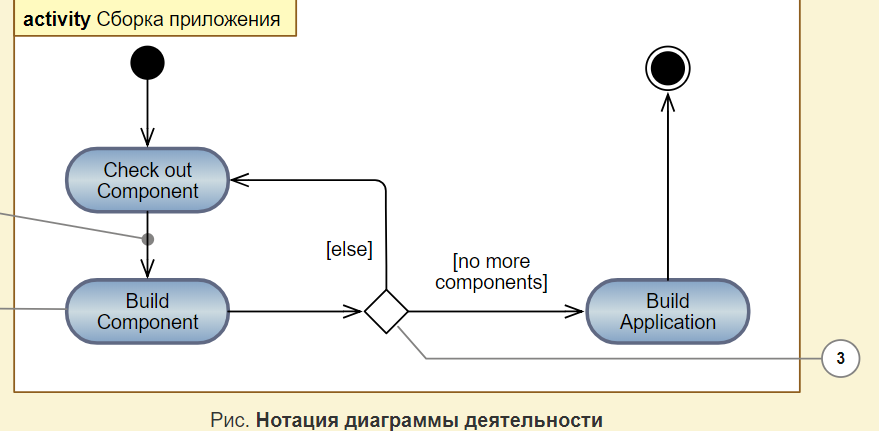 activity Сборка приложения
Check out
Component
[else]
[no more
components]
Build
Component
Build
Application
3
Рис. Нотация диаграммы деятельности